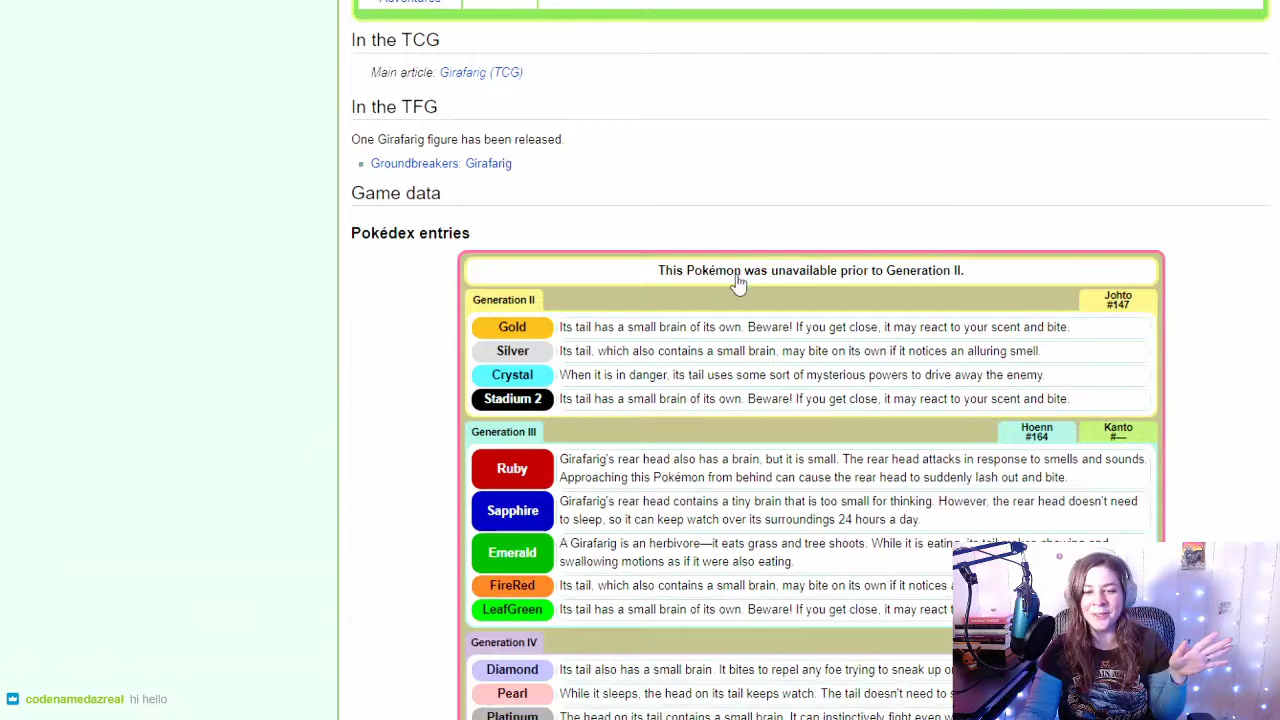 Adventures
In the TCG
Main article: Girafarig (TCG)
In the TFG
One Girafarig figure has been released.
Groundbreakers: Girafarig
Game data
Pokédex entries
This Pokémon was unavailable prior to Generation II.
Generation II
Johto
#147
Gold Its tail has a small brain of its own. Beware! If you get close, it may react to your scent and bite.
Silver Its tail, which also contains a small brain, may bite on its own if it notices an alluring smell.
Crystal When it is in danger, its tail uses some sort of mysterious powers to drive away the enemy.
Stadium 2 Its tail has a small brain of its own. Beware! If you get close, it may react to your scent and bite.
Generation III
Hoenn
#164
Kanto
#—
Ruby Girafarig's rear head also has a brain, but it is small. The rear head attacks in response to smells and sounds.
Approaching this Pokémon from behind can cause the rear head to suddenly lash out and bite.
Sapphire Girafarig's rear head contains a tiny brain that is too small for thinking. However, the rear head doesn't need
to sleep, so it can keep watch over its surroundings 24 hours a day.
Emerald A Girafarig is an herbivore—it eats grass and tree shoots. While it is eating, its tail makes chewing and
swallowing motions as if it were also eating.
FireRed Its tail, which also contains a small brain, may bite on its own if it notices
LeafGreen Its tail has a small brain of its own. Beware! If you get close, it may react t
Generation IV
Diamond Its tail also has a small brain. It bites to repel any foe trying to sneak up
Pearl While it sleeps, the head on its tail keeps watch. The tail doesn't need to
Platinum The head on its tail contains a small brain. It can instinctively fight even
codenamedazreal hi hello